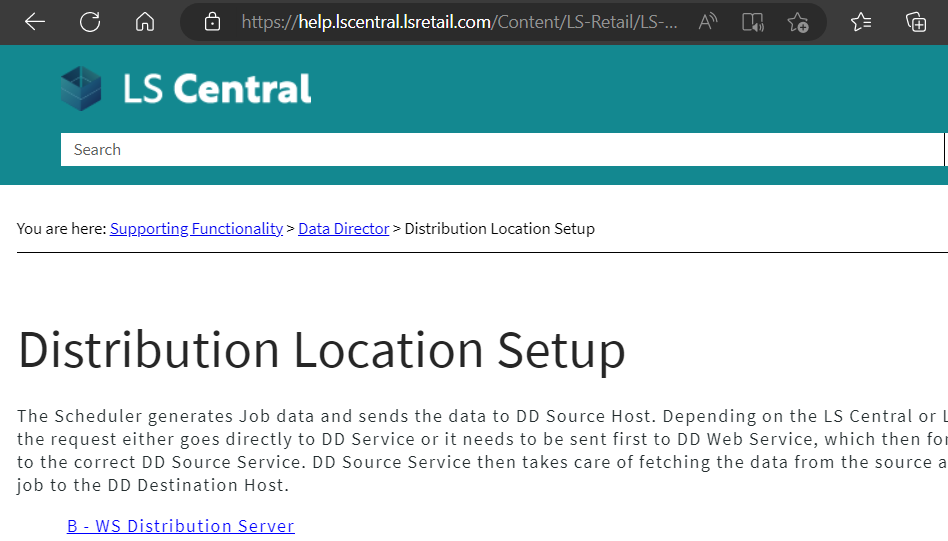 https://help.lscentral.lsretail.com/Content/LS-Retail/LS-...
LS Central
Search
You are here: Supporting Functionality > Data Director > Distribution Location Setup
Distribution Location Setup
The Scheduler generates Job data and sends the data to DD Source Host. Depending on the LS Central or
the request either goes directly to DD Service or it needs to be sent first to DD Web Service, which then
to the correct DD Source Service. DD Source Service then takes care of fetching the data from the source a
job to the DD Destination Host.
B - WS Distribution Server